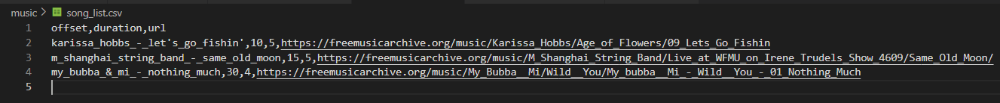 music > song_list.csv
1 offset,duration,url
2 karissa_hobbs_-_let's_go_fishin',10,5,https://freemusicarchive.org/music/Karissa_Hobbs/Age_of_Flowers/09_Lets_Go_Fishin
3 m_shanghai_string_band_-_same_old_moon,15,5,https://freemusicarchive.org/music/M_Shanghai_String_Band/Live_at_WFMU_on_Irene_Trudels_Show_4609/Same_Old_Moon/
4 my_bubba_&_mi_-_nothing_much,30,4,https://freemusicarchive.org/music/My_Bubba__Mi/Wild__You/My_bubba__Mi_-_Wild__You_-_01_Nothing_Much
5